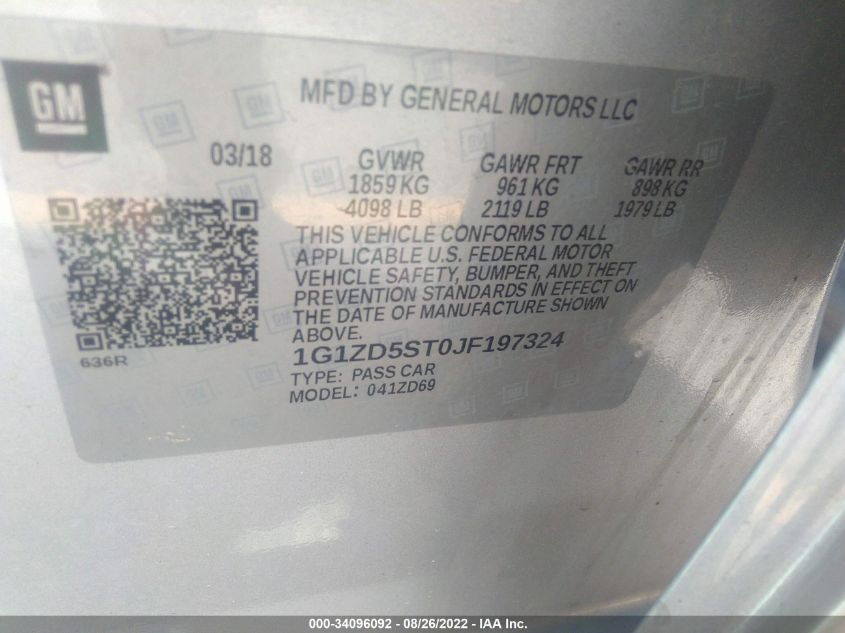 GM
MFD BY GENERAL MOTORS LLC
03/18 GVWR GAWR FRT GAWR RR
1859 KG 961 KG 898 KG
4098 LB 2119 LB 1979 LB
THIS VEHICLE CONFORMS TO ALL
APPLICABLE U.S. FEDERAL MOTOR
VEHICLE SAFETY, BUMPER, AND THEFT
PREVENTION STANDARDS IN EFFECT ON
THE DATE OF MANUFACTURE SHOWN
ABOVE.
636R
1G1ZD5ST0JF197324
TYPE: PASS CAR
MODEL: 041ZD69
000-34096092 - 08/26/2022 - IAA Inc.